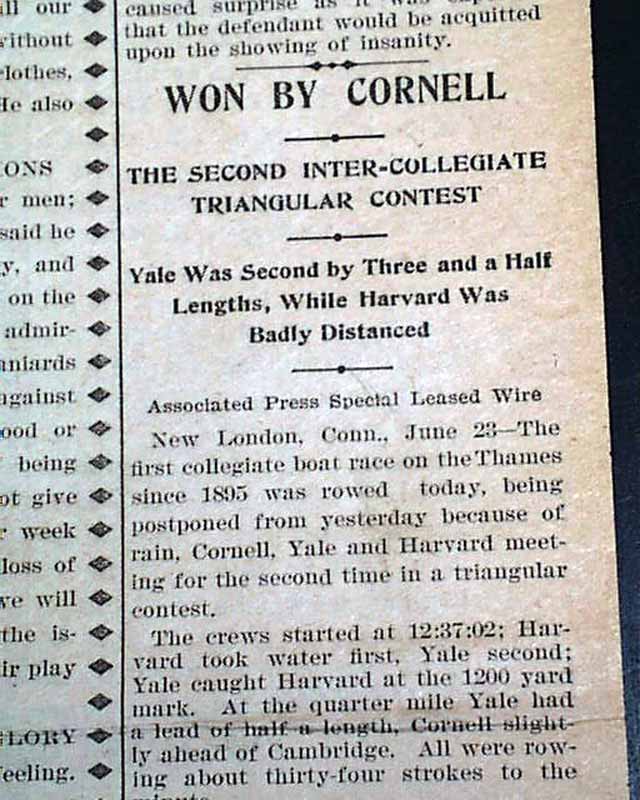 all our
without
clothes,
He also
IONS
r men;
said he
y, and
on the
admir-
aniards
against
ood or
being
ot give
r week
loss of
we will
the is-
ir play
GLORY
feeling.
caused surprise as it was
that the defendant would be acquitted
upon the showing of insanity.
WON BY CORNELL
THE SECOND INTER-COLLEGIATE
TRIANGULAR CONTEST
Yale Was Second by Three and a Half
Lengths, While Harvard Was
Badly Distanced
Associated Press Special Leased Wire
New London, Conn., June 23—The
first collegiate boat race on the Thames
since 1895 was rowed today, being
postponed from yesterday because of
rain, Cornell, Yale and Harvard meet-
ing for the second time in a triangular
contest.
The crews started at 12:37:02; Har-
vard took water first, Yale second;
Yale caught Harvard at the 1200 yard
mark. At the quarter mile Yale had
a lead of half a length, Cornell slight-
ly ahead of Cambridge. All were row-
ing about thirty-four strokes to the
minute.